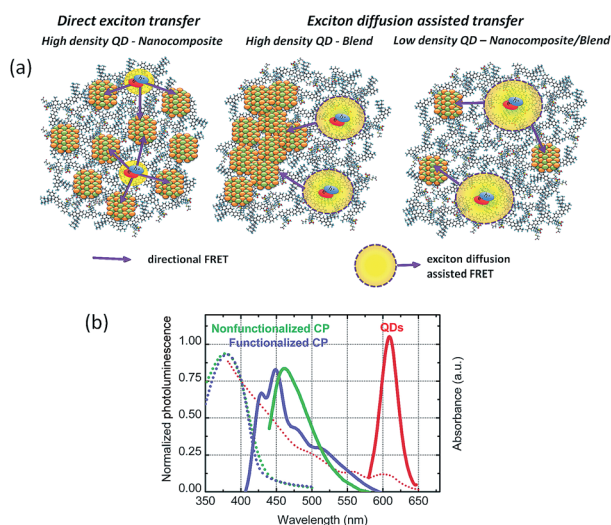 Direct exciton transfer
Exciton diffusion assisted transfer
High density QD - Nanocomposite
High density QD - Blend
Low density QD – Nanocomposite/Blend
(a)
directional FRET
exciton diffusion
assisted FRET
(b)
Nonfunctionalized CP
Functionalized CP
QDs
Normalized photoluminescence
Absorbance (a.u.)
1.00
0.75
0.50
0.25
0.00
350 400 450 500 550 600 650
Wavelength (nm)